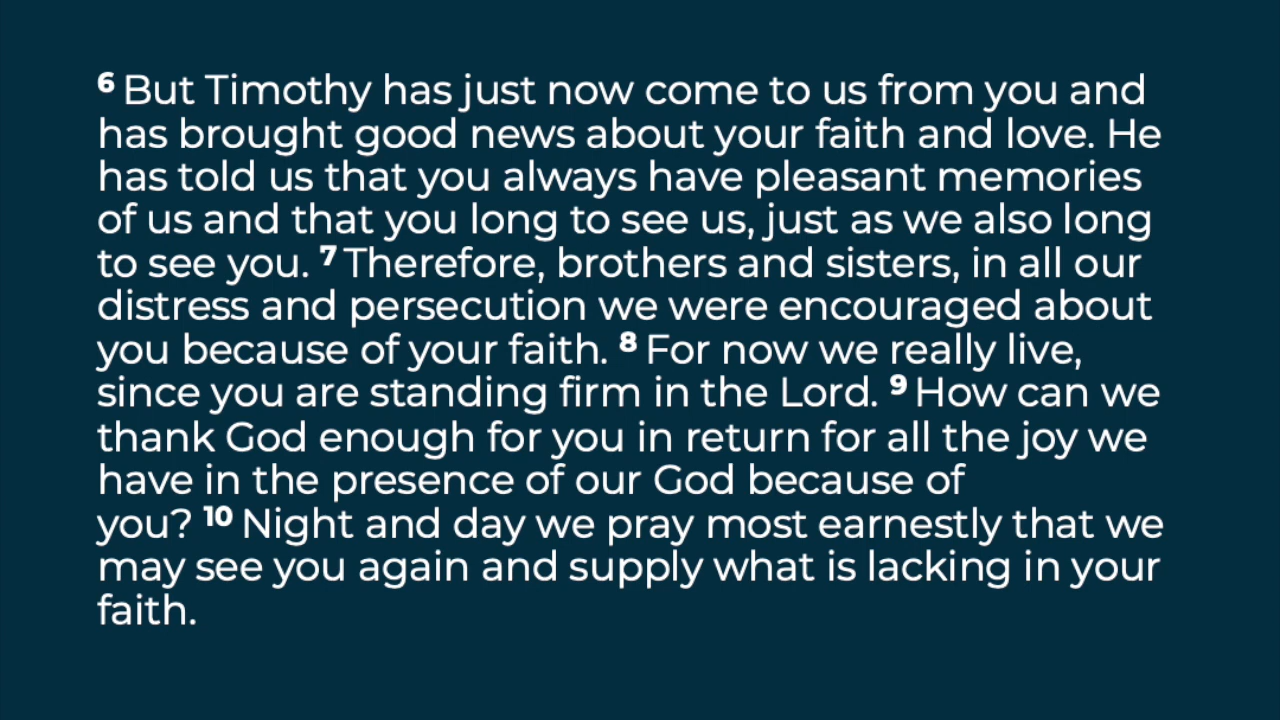 6 But Timothy has just now come to us from you and
has brought good news about your faith and love. He
has told us that you always have pleasant memories
of us and that you long to see us, just as we also long
to see you. 7 Therefore, brothers and sisters, in all our
distress and persecution we were encouraged about
you because of your faith. 8 For now we really live,
since you are standing firm in the Lord. 9 How can we
thank God enough for you in return for all the joy we
have in the presence of our God because of
you? 10 Night and day we pray most earnestly that we
may see you again and supply what is lacking in your
faith.